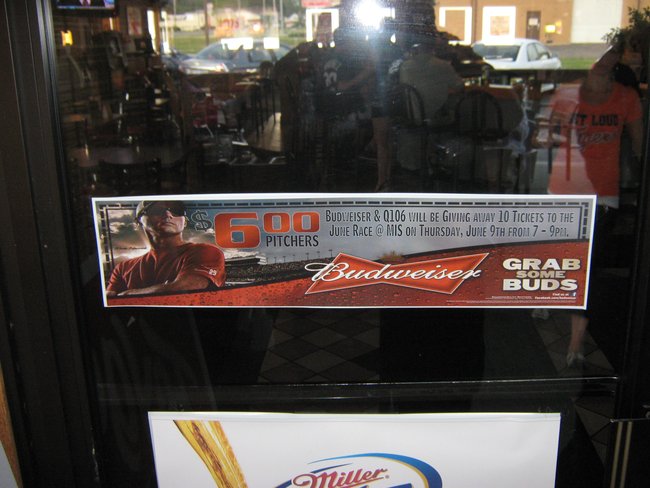 $6.00
PITCHERS
BUDWEISER & Q106 WILL BE GIVING AWAY 10 TICKETS TO THE
JUNE RACE @ MIS ON THURSDAY, JUNE 9TH FROM 7 - 9PM.
Budweiser
GRAB
SOME
BUDS
Miller